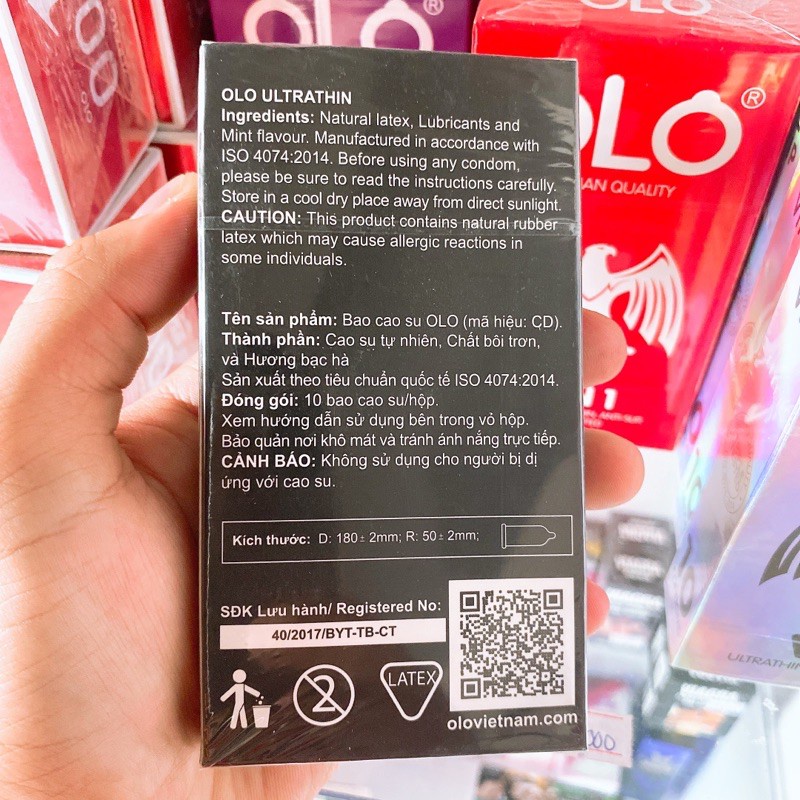 OLO
OLO®
OLO ULTRATHIN
Ingredients: Natural latex, Lubricants and
Mint flavour. Manufactured in accordance with
ISO 4074:2014. Before using any condom,
please be sure to read the instructions carefully.
Store in a cool dry place away from direct sunlight.
CAUTION: This product contains natural rubber
latex which may cause allergic reactions in
some individuals.
Tên sản phẩm: Bao cao su OLO (mã hiệu: CD).
Thành phần: Cao su tự nhiên, Chất bôi trơn,
và Hương bạc hà
Sản xuất theo tiêu chuẩn quốc tế ISO 4074:2014.
Đóng gói: 10 bao cao su/hộp.
Xem hướng dẫn sử dụng bên trong vỏ hộp.
Bảo quản nơi khô mát và tránh ánh nắng trực tiếp.
CẢNH BÁO: Không sử dụng cho người bị dị
ứng với cao su.
Kích thước: D: 180± 2mm; R: 50± 2mm;
SĐK Lưu hành/ Registered No:
40/2017/BYT-TB-CT
2
LATEX
olovietnam.com
OLO®
QUALITY